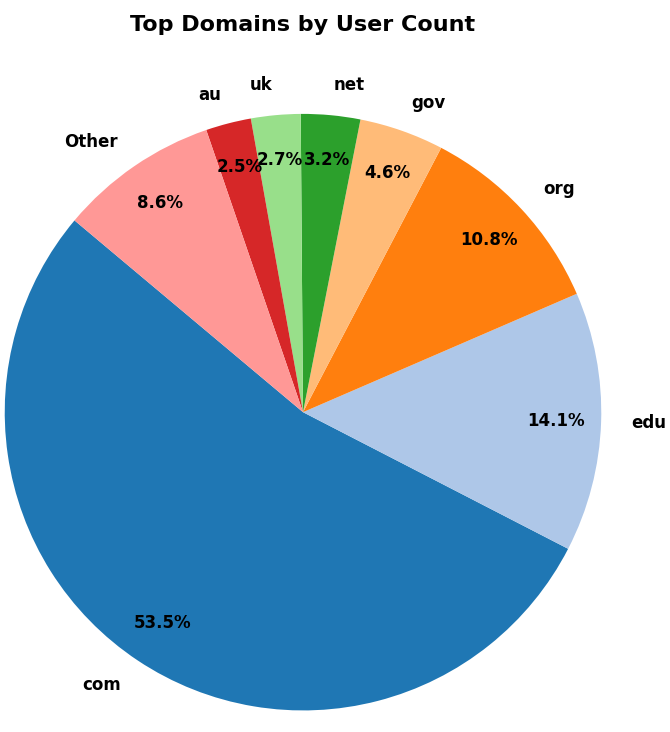 Top Domains by User Count
uk
net
au
gov
Other
2.5%
2.7%
3.2%
4.6%
org
8.6%
10.8%
14.1%
edu
53.5%
com